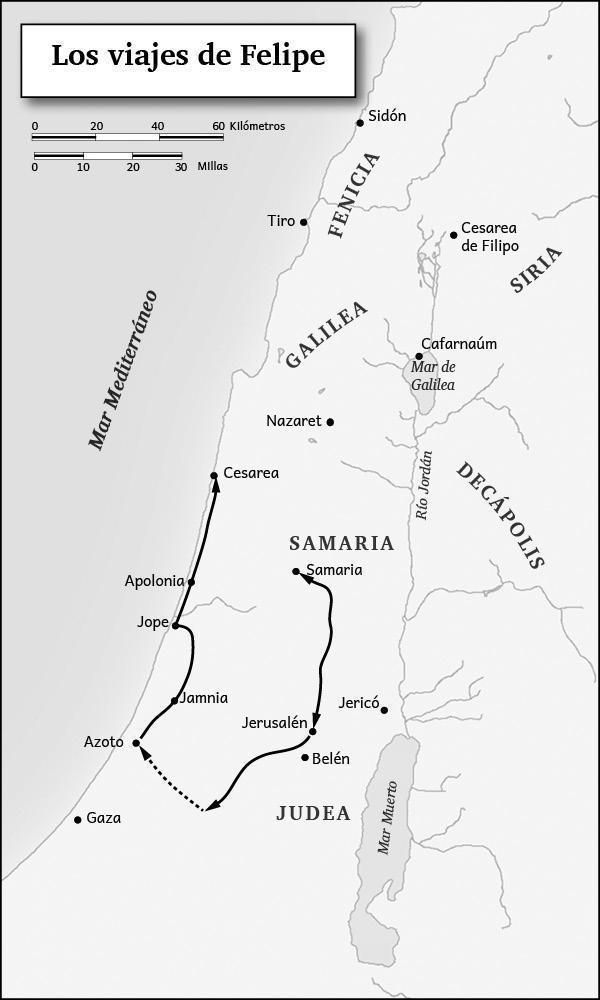 Los viajes de Felipe
0 20 40 60 Kilómetros
0 10 20 30 Millas
Sidón
FENICIA
Tiro
Cesarea
de Filipo
SIRIA
Mar Mediterráneo
GALILEA
Cafarnaúm
Mar de
Galilea
Nazaret
Río Jordán
DECÁPOLIS
Cesarea
SAMARIA
Samaria
Apolonia
Jope
Jamnia
Jericó
Jerusalén
Azoto
Belén
Mar Muerto
JUDEA
Gaza